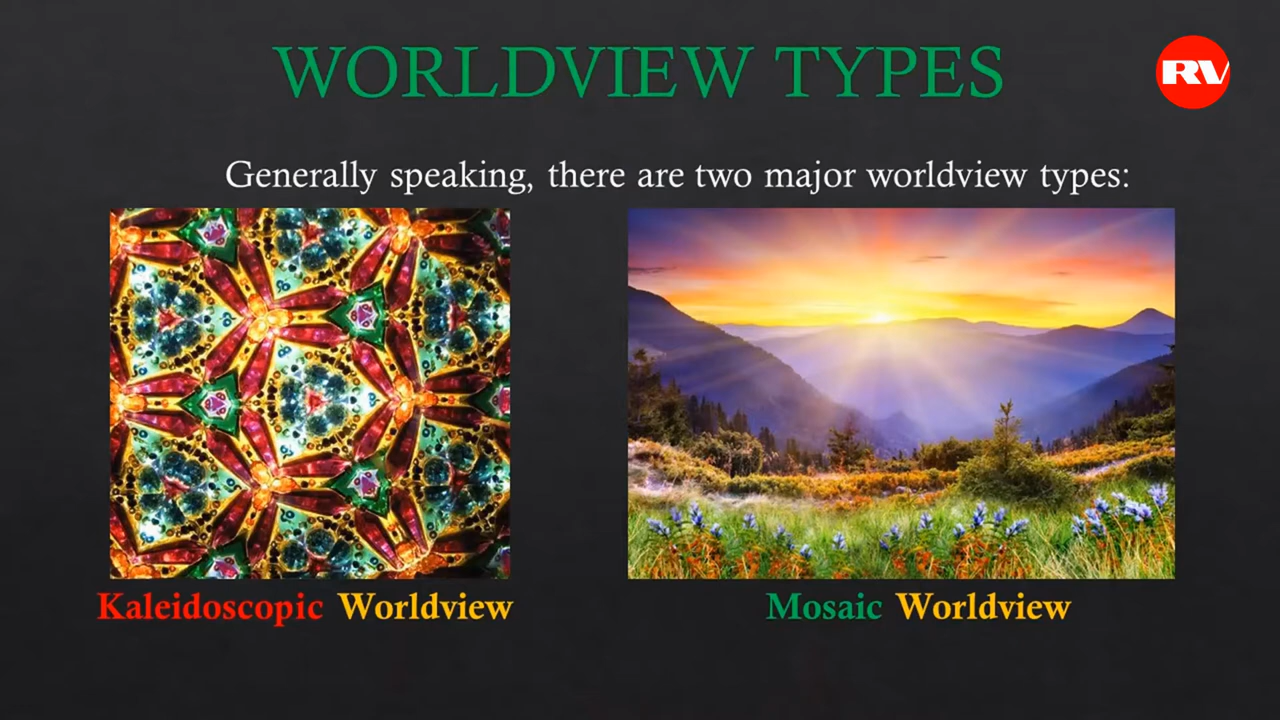 WORLDVIEW TYPES
RV
Generally speaking, there are two major worldview types:
Kaleidoscopic Worldview
Mosaic Worldview